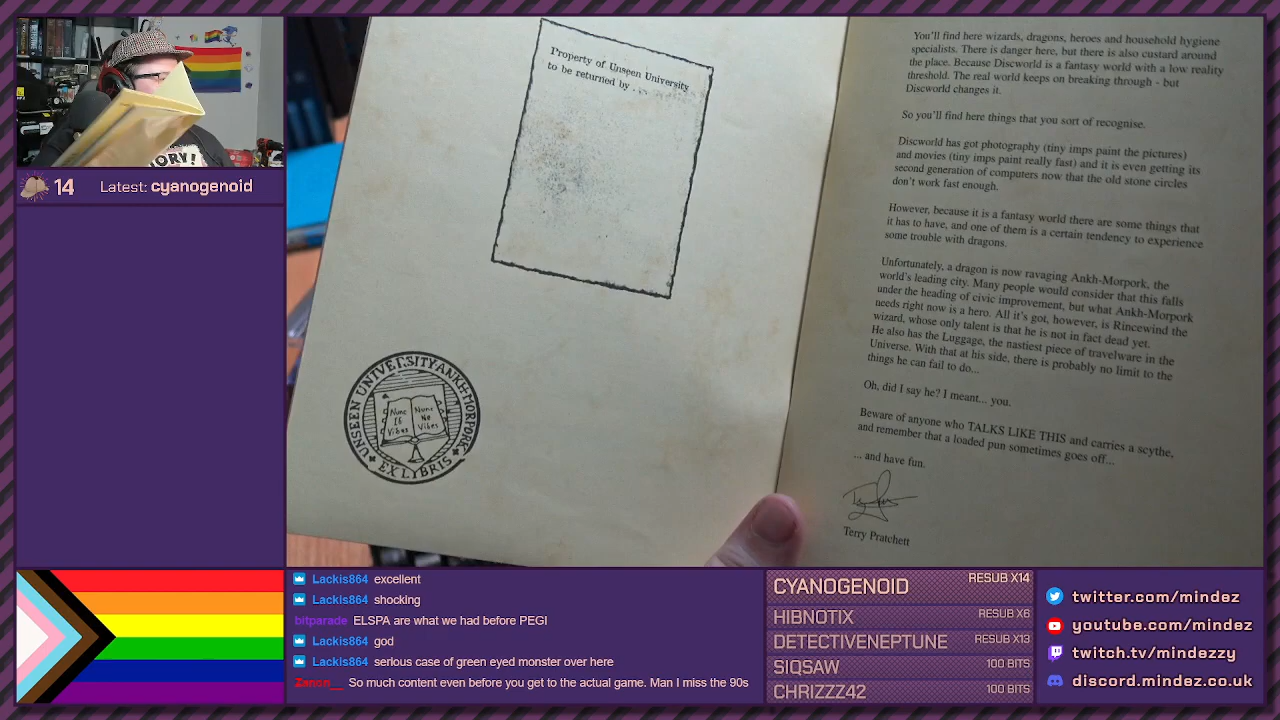 MORY!
14 Latest: cyanogenoid
Property of Unseen University
to be returned by . .
UNSEEN UNIVERSITY ANKH-MORPORK
EX LYBRIS
Nunc
Id
Vides
Nunc
No
Vides
You'll find here wizards, dragons, heroes and household hygiene
specialists. There is danger here, but there is also custard around
the place. Because Discworld is a fantasy world with a low reality
threshold. The real world keeps on breaking through - but
Discworld changes it.
So you'll find here things that you sort of recognise.
Discworld has got photography (tiny imps paint the pictures)
and movies (tiny imps paint really fast) and it is even getting its
second generation of computers now that the old stone circles
don't work fast enough.
However, because it is a fantasy world there are some things that
it has to have, and one of them is a certain tendency to experience
some trouble with dragons.
Unfortunately, a dragon is now ravaging Ankh-Morpork, the
world's leading city. Many people would consider that this falls
under the heading of civic improvement, but what Ankh-Morpork
needs right now is a hero. All it's got, however, is Rincewind the
wizard, whose only talent is that he is not in fact dead yet.
He also has the Luggage, the nastiest piece of travelware in the
Universe. With that at his side, there is probably no limit to the
things he can fail to do...
Oh, did I say he? I meant... you.
Beware of anyone who TALKS LIKE THIS and carries a scythe,
and remember that a loaded pun sometimes goes off...
... and have fun.
Terry Pratchett
Lackis864 excellent
Lackis864 shocking
bitparade ELSPA are what we had before PEGI
Lackis864 god
Lackis864 serlous case of green eyed monster over here
Zanon__ So much content even before you get to the actual game. Man I miss the 90s
CYANOGENOID RESUB X14
HIBNOTIX RESUB X6
DETECTIVENEPTUNE RESUB X13
SIQSAW 100 BITS
CHRIZZZ42 100 BITS
twitter.com/mindez
youtube.com/mindez
twitch.tv/mindezzy
discord.mindez.co.uk